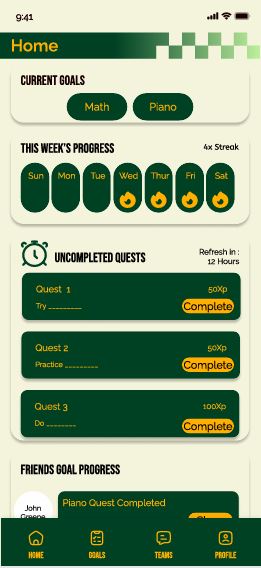 9:41
Home
CURRENT GOALS
Math Piano
THIS WEEK'S PROGRESS 4x Streak
Sun Mon Tue Wed Thur Fri Sat
UNCOMPLETED QUESTS
Refresh in :
12 Hours
Quest 1 50Xp
Try _________ Complete
Quest 2 50Xp
Practice _________ Complete
Quest 3 100Xp
Do _________ Complete
FRIENDS GOAL PROGRESS
Piano Quest Completed
John
Greene
HOME GOALS TEAMS PROFILE